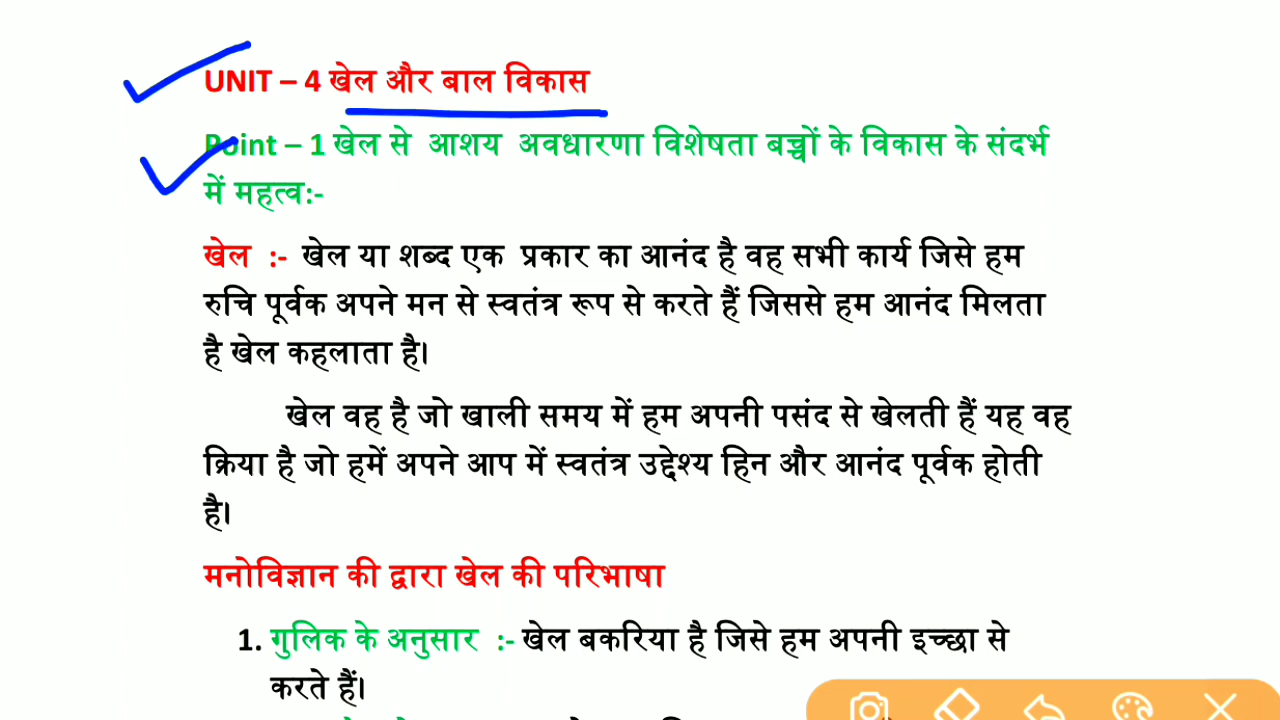 UNIT – 4 खेल और बाल विकास
Point – 1 खेल से आशय अवधारणा विशेषता बच्चों के विकास के संदर्भ
में महत्व:-
खेल :- खेल या शब्द एक प्रकार का आनंद है वह सभी कार्य जिसे हम
रुचि पूर्वक अपने मन से स्वतंत्र रूप से करते हैं जिससे हम आनंद मिलता
है खेल कहलाता है।
खेल वह है जो खाली समय में हम अपनी पसंद से खेलती हैं यह वह
क्रिया है जो हमें अपने आप में स्वतंत्र उद्देश्य हिन और आनंद पूर्वक होती
है।
मनोविज्ञान की द्वारा खेल की परिभाषा
1. गुलिक के अनुसार :- खेल बकरिया है जिसे हम अपनी इच्छा से
करते हैं।